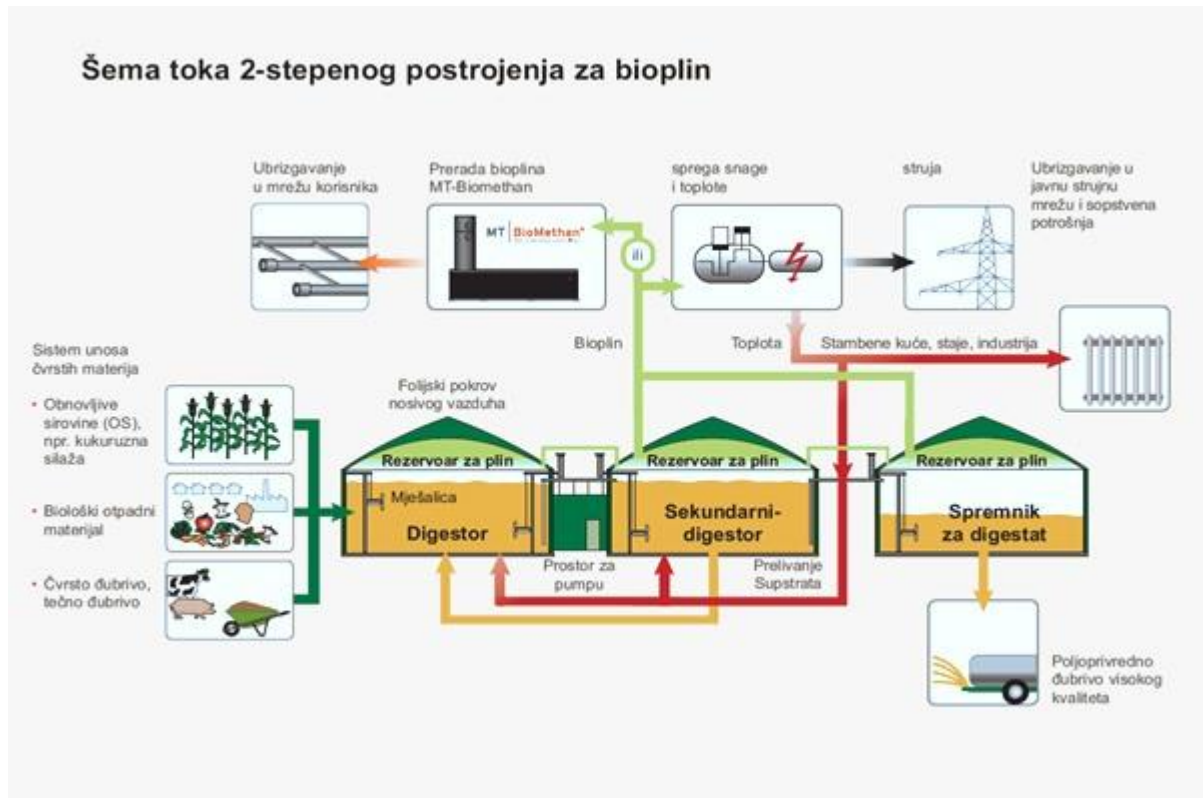 Šema toka 2-stepenog postrojenja za bioplin
Ubrizgavanje
u mrežu korisnika
Prerada bioplina
MT-Biomethan
sprega snage
i toplote
struja
Ubrizgavanje u
javnu strujnu
mrežu i sopstvena
potrošnja
MT BioMethan
ili
Bioplin
Toplota
Stambene kuće, staje, industrija
Sistem unosa
čvrstih materija
• Obnovljive
sirovine (OS),
npr. kukuruzna
silaža
• Biološki otpadni
materijal
• Čvrsto đubrivo,
tečno đubrivo
Folijski pokrov
nosivog vazduha
Rezervoar za plin
Rezervoar za plin
Rezervoar za plin
Mješalica
Digestor
Sekundarni-
digestor
Spremnik
za digestat
Prostor za
pumpu
Prelivanje
Supstrata
Poljoprivredno
đubrivo visokog
kvaliteta